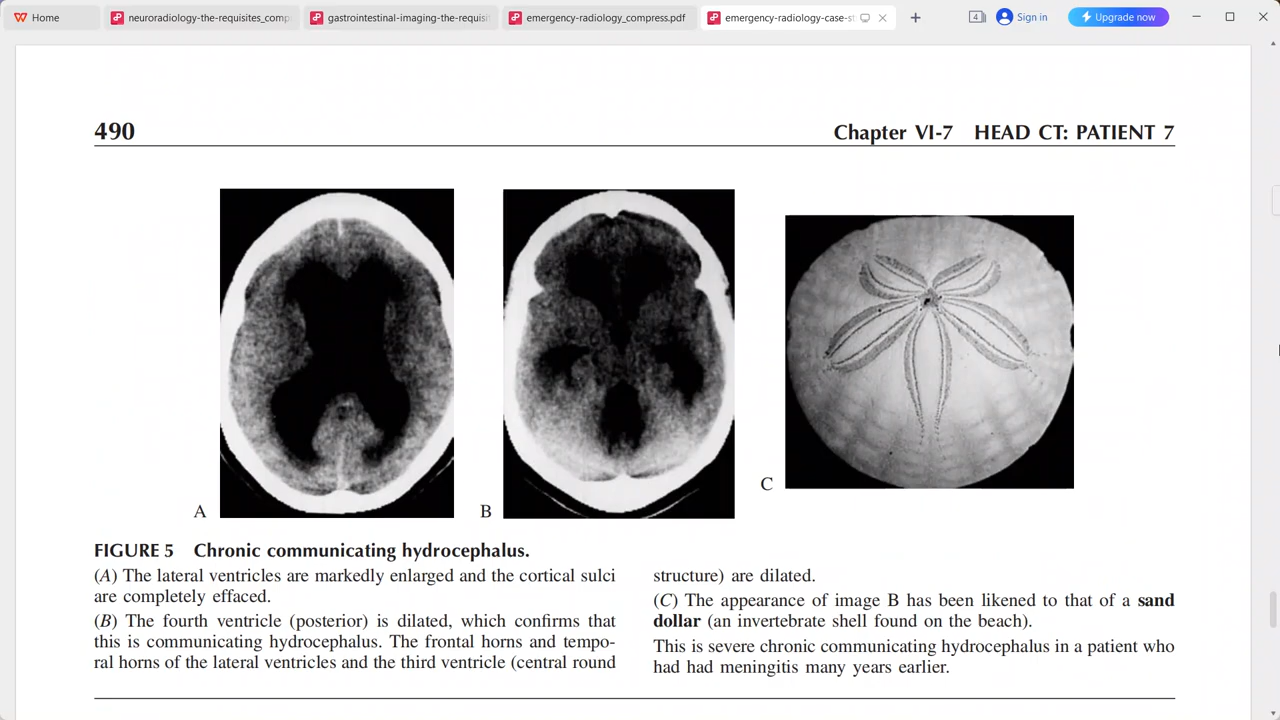 Home
neuroradiology-the-requisites_comp
gastrointestinal-imaging-the-requisit
emergency-radiology_compress.pdf
emergency-radiology-case-st
4
Sign in
Upgrade now
490
Chapter VI-7 HEAD CT: PATIENT 7
A
B
C
FIGURE 5 Chronic communicating hydrocephalus.
(A) The lateral ventricles are markedly enlarged and the cortical sulci
are completely effaced.
(B) The fourth ventricle (posterior) is dilated, which confirms that
this is communicating hydrocephalus. The frontal horns and tempo-
ral horns of the lateral ventricles and the third ventricle (central round
structure) are dilated.
(C) The appearance of image B has been likened to that of a sand
dollar (an invertebrate shell found on the beach).
This is severe chronic communicating hydrocephalus in a patient who
had had meningitis many years earlier.